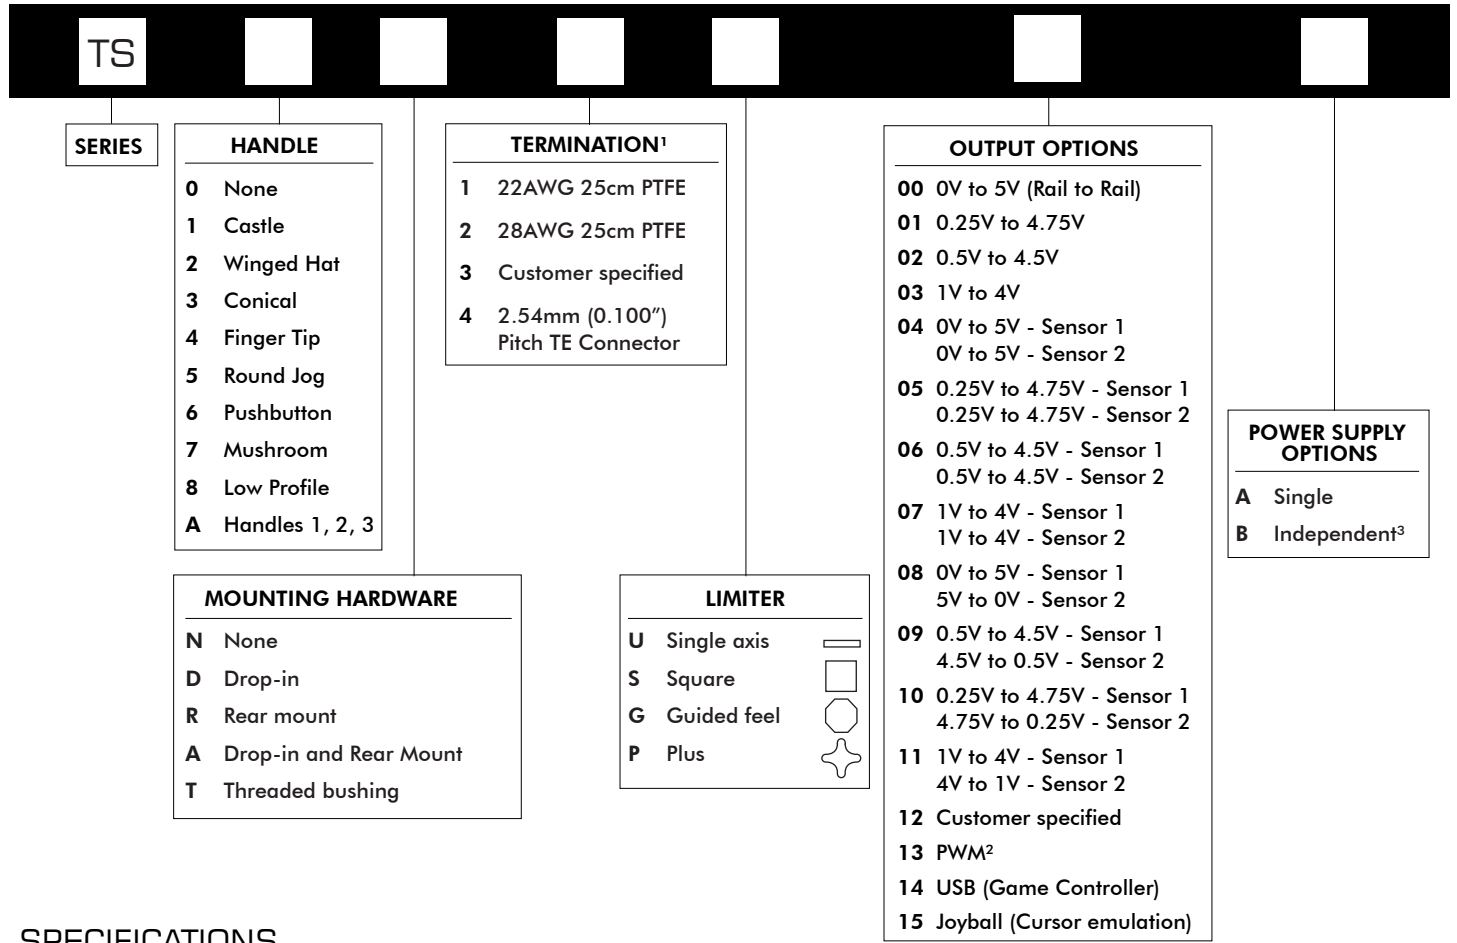 TS
SERIES
HANDLE
0 None
1 Castle
2 Winged Hat
3 Conical
4 Finger Tip
5 Round Jog
6 Pushbutton
7 Mushroom
8 Low Profile
A Handles 1, 2, 3
MOUNTING HARDWARE
N None
D Drop-in
R Rear mount
A Drop-in and Rear Mount
T Threaded bushing
TERMINATION¹
1 22AWG 25cm PTFE
2 28AWG 25cm PTFE
3 Customer specified
4 2.54mm (0.100″)
Pitch TE Connector
LIMITER
U Single axis
S Square
G Guided feel
P Plus
OUTPUT OPTIONS
00 0V to 5V (Rail to Rail)
01 0.25V to 4.75V
02 0.5V to 4.5V
03 1V to 4V
04 0V to 5V - Sensor 1
0V to 5V - Sensor 2
05 0.25V to 4.75V - Sensor 1
0.25V to 4.75V - Sensor 2
06 0.5V to 4.5V - Sensor 1
0.5V to 4.5V - Sensor 2
07 1V to 4V - Sensor 1
1V to 4V - Sensor 2
08 0V to 5V - Sensor 1
5V to 0V - Sensor 2
09 0.5V to 4.5V - Sensor 1
4.5V to 0.5V - Sensor 2
10 0.25V to 4.75V - Sensor 1
4.75V to 0.25V - Sensor 2
11 1V to 4V - Sensor 1
4V to 1V - Sensor 2
12 Customer specified
13 PWM²
14 USB (Game Controller)
15 Joyball (Cursor emulation)
POWER SUPPLY
OPTIONS
A Single
B Independent³
SPECIFICATIONS